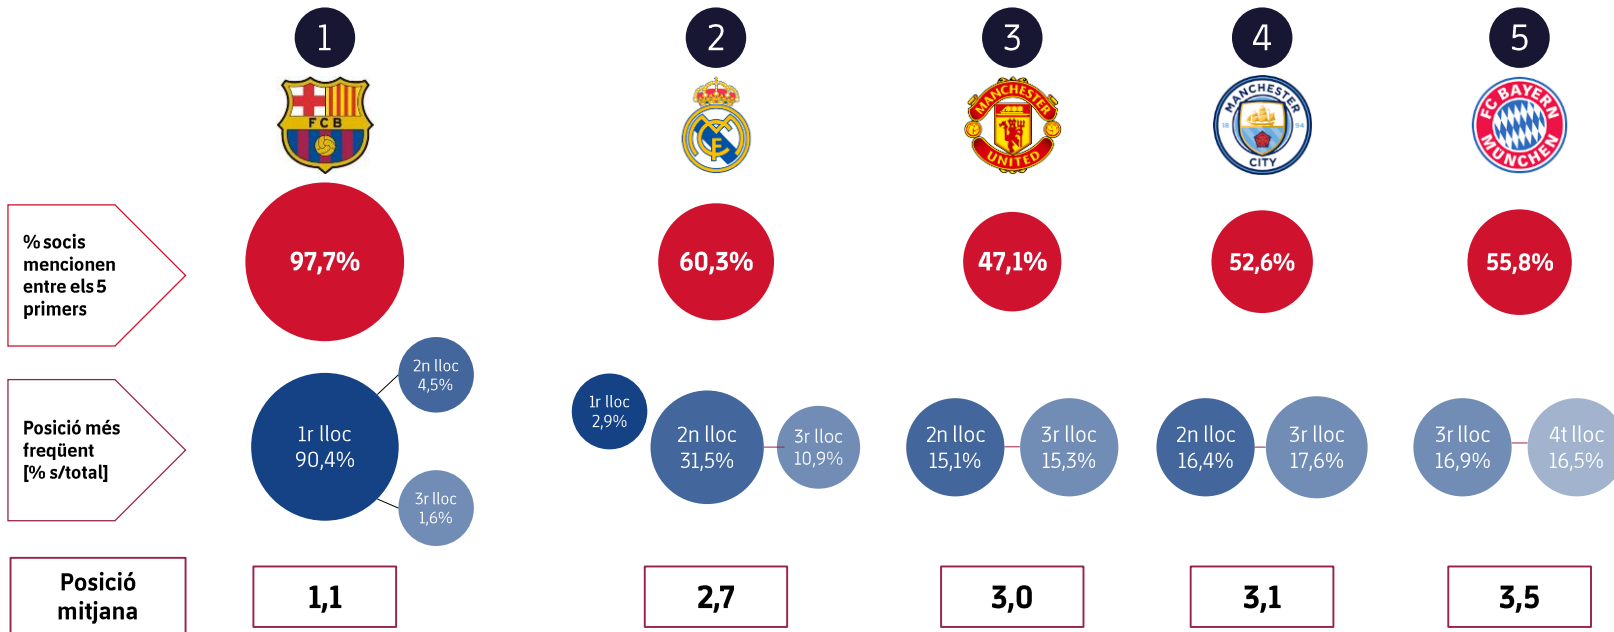 1
2
3
4
5
FCB
MANCHESTER
UNITED
MANCHESTER
18 94
CITY
FC BAYERN
MÜNCHEN
% socis
mencionen
entre els 5
primers
97,7%
60,3%
47,1%
52,6%
55,8%
Posició més
freqüent
[% s/total]
1r lloc
90,4%
2n lloc
4,5%
3r lloc
1,6%
1r lloc
2,9%
2n lloc
31,5%
3r lloc
10,9%
2n lloc
15,1%
3r lloc
15,3%
2n lloc
16,4%
3r lloc
17,6%
3r lloc
16,9%
4t lloc
16,5%
Posició
mitjana
1,1
2,7
3,0
3,1
3,5